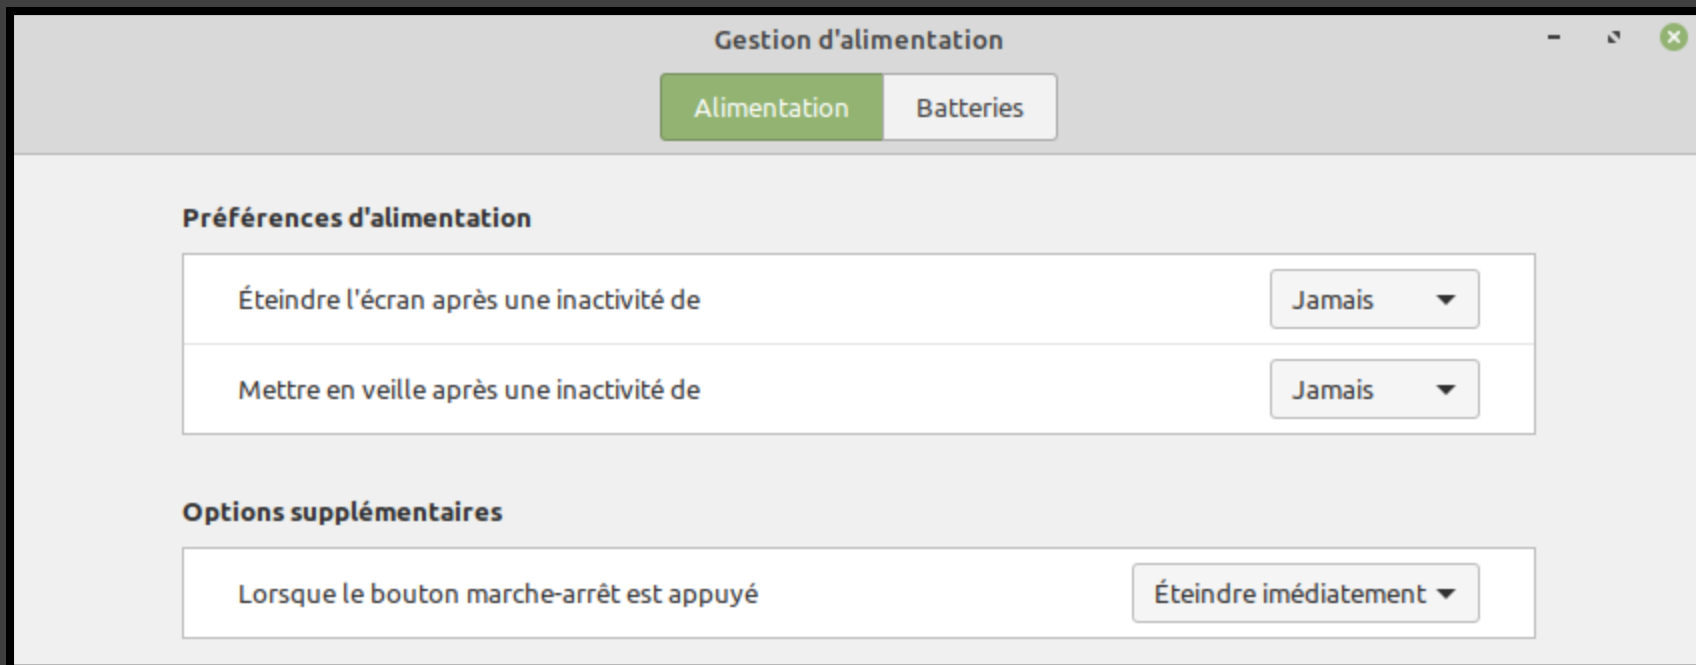 Gestion d'alimentation
Alimentation Batteries
Préférences d'alimentation
Éteindre l'écran après une inactivité de Jamais
Mettre en veille après une inactivité de Jamais
Options supplémentaires
Lorsque le bouton marche-arrêt est appuyé Éteindre imédiatement